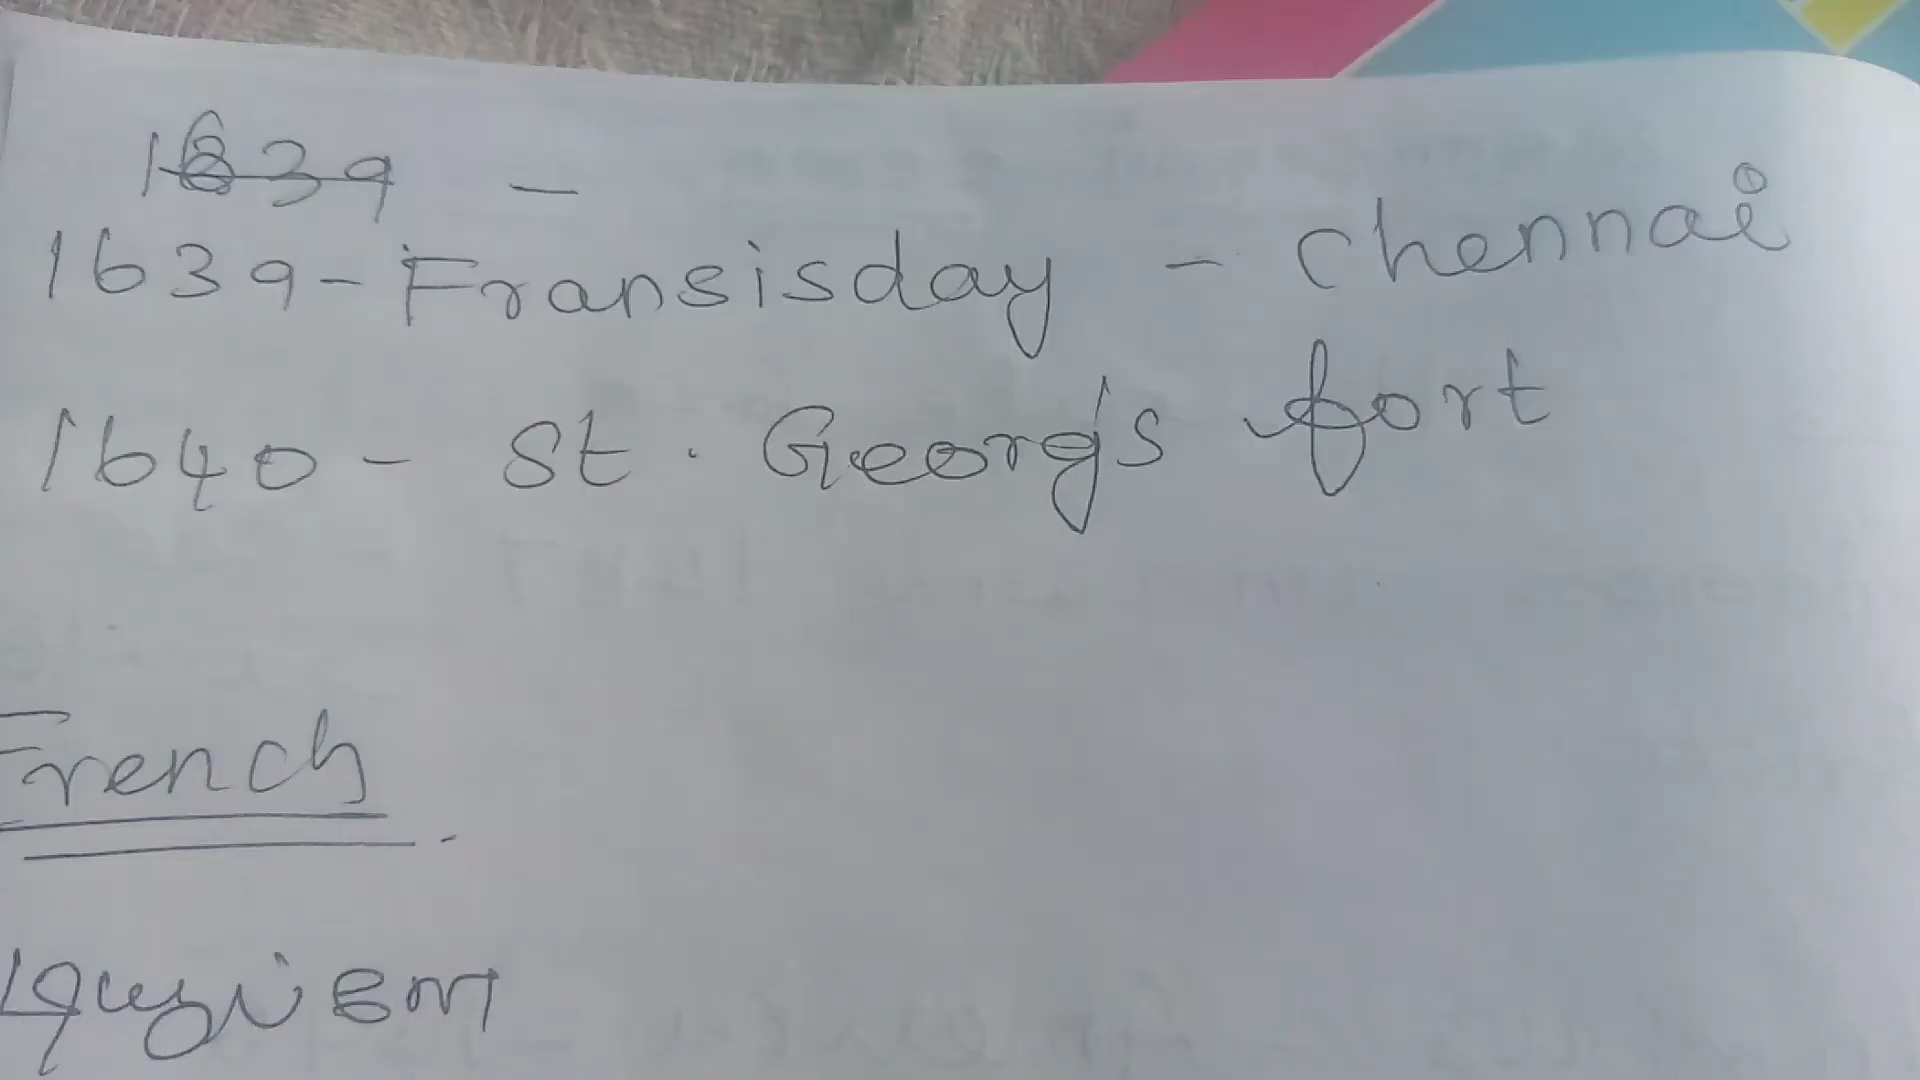 1639 -
1639 - Fransisday - chennai
1640 - St. Georg's fort
French